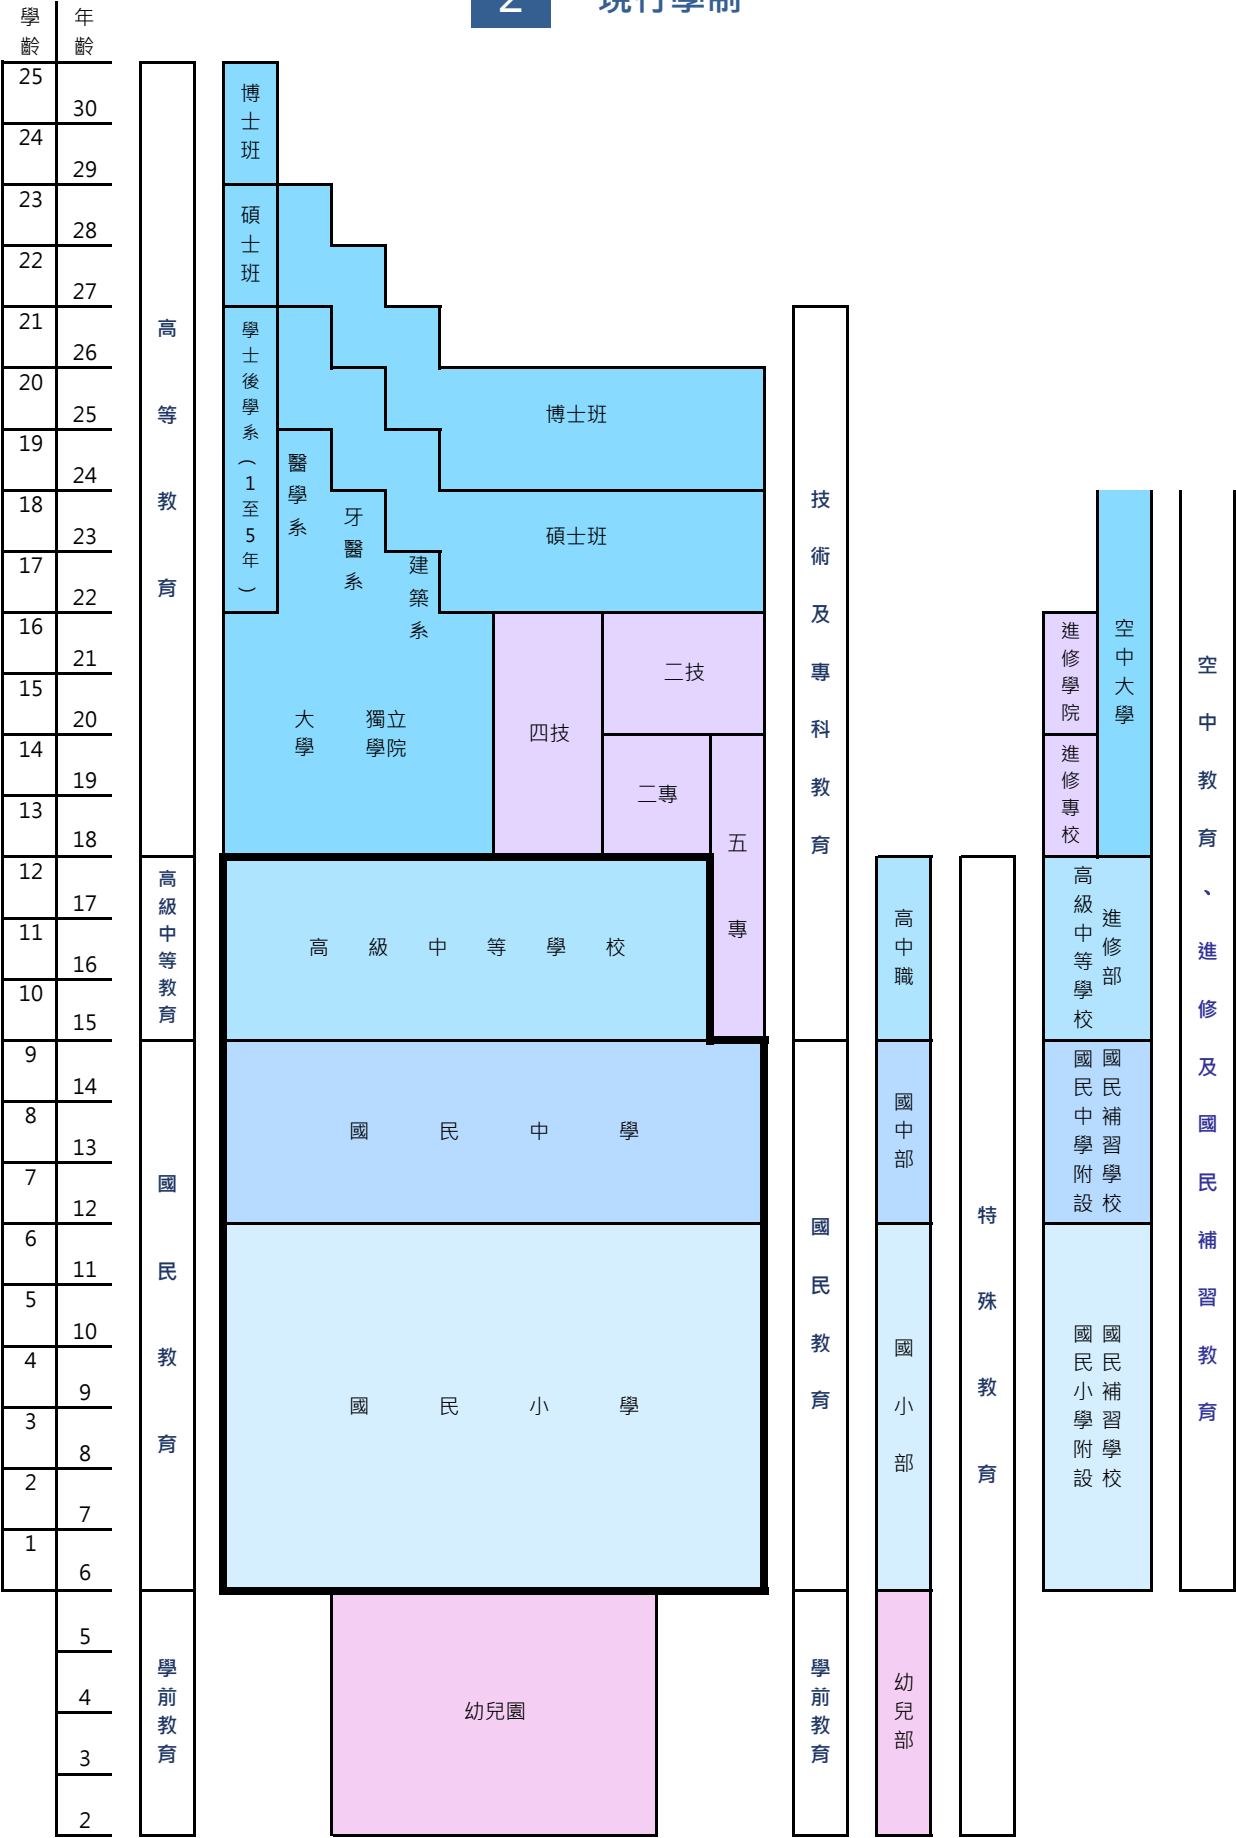 2 現行學制
學齡 年齡
25
30
24
29
23
28
22
27
21
26
20
25
19
24
18
23
17
22
16
21
15
20
14
19
13
18
12
17
11
16
10
15
9
14
8
13
7
12
6
11
5
10
4
9
3
8
2
7
1
6
5
4
3
2
高等教育
高級中等教育
國民教育
學前教育
博士班
碩士班
學士後學系(1至5年)
醫學系
牙醫系
建築系
博士班
碩士班
大學
獨立
學院
四技
二技
二專
五專
高級中等學校
國民中學
國民小學
幼兒園
技術及專科教育
國民教育
學前教育
高中職
國中部
國小部
幼兒部
特殊教育
進修學院
進修專校
空中大學
高級中等學校
進修部
國民中學附設
國民補習學校
國民小學附設
國民補習學校
空中教育、進修及國民補習教育